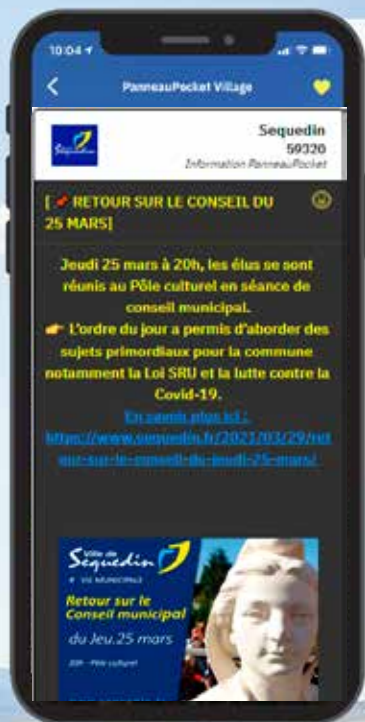 10:04
PanneauPocket Village
Sequedin
Sequedin
59320
Information PanneauPocket
[📌 RETOUR SUR LE CONSEIL DU
25 MARS]
Jeudi 25 mars à 20h, les élus se sont
réunis au Pôle culturel en séance de
conseil municipal.
👉 L'ordre du jour a permis d'aborder des
sujets primordiaux pour la commune
notamment la Loi SRU et la lutte contre la
Covid-19.
En savoir plus ici :
https://www.sequedin.fr/2021/03/29/ret
our-sur-le-conseil-du-jeudi-25-mars/
Ville de
Sequedin
# VIE MUNICIPALE
Retour sur le
Conseil municipal
du Jeu.25 mars
20h - Pôle culturel